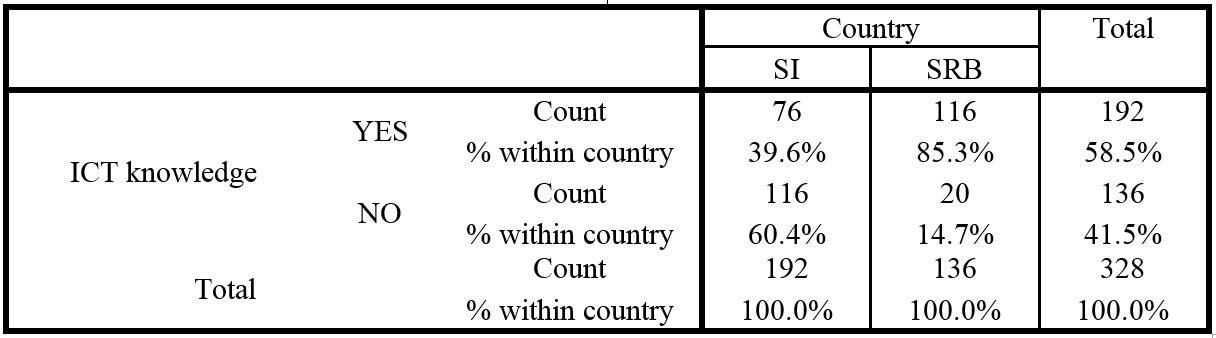 Country Total
SI SRB
ICT knowledge YES Count 76 116 192
% within country 39.6% 85.3% 58.5%
NO Count 116 20 136
% within country 60.4% 14.7% 41.5%
Total Count 192 136 328
% within country 100.0% 100.0% 100.0%